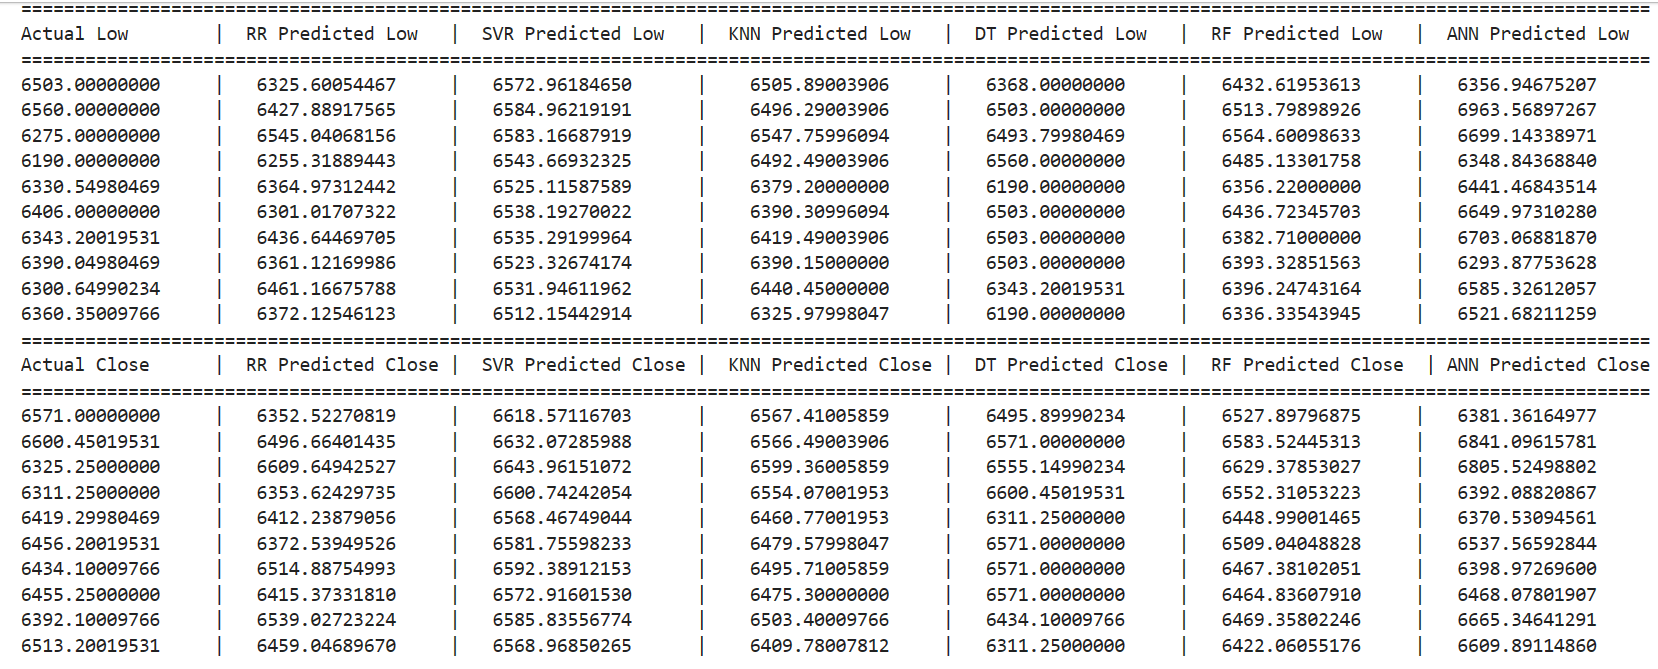 ========================================================================================================================================================
Actual Low | RR Predicted Low | SVR Predicted Low | KNN Predicted Low | DT Predicted Low | RF Predicted Low | ANN Predicted Low
========================================================================================================================================================
6503.00000000 | 6325.60054467 | 6572.96184650 | 6505.89003906 | 6368.00000000 | 6432.61953613 | 6356.94675207
6560.00000000 | 6427.88917565 | 6584.96219191 | 6496.29003906 | 6503.00000000 | 6513.79898926 | 6963.56897267
6275.00000000 | 6545.04068156 | 6583.16687919 | 6547.75996094 | 6493.79980469 | 6564.60098633 | 6699.14338971
6190.00000000 | 6255.31889443 | 6543.66932325 | 6492.49003906 | 6560.00000000 | 6485.13301758 | 6348.84368840
6330.54980469 | 6364.97312442 | 6525.11587589 | 6379.20000000 | 6190.00000000 | 6356.22000000 | 6441.46843514
6406.00000000 | 6301.01707322 | 6538.19270022 | 6390.30996094 | 6503.00000000 | 6436.72345703 | 6649.97310280
6343.20019531 | 6436.64469705 | 6535.29199964 | 6419.49003906 | 6503.00000000 | 6382.71000000 | 6703.06881870
6390.04980469 | 6361.12169986 | 6523.32674174 | 6390.15000000 | 6503.00000000 | 6393.32851563 | 6293.87753628
6300.64990234 | 6461.16675788 | 6531.94611962 | 6440.45000000 | 6343.20019531 | 6396.24743164 | 6585.32612057
6360.35009766 | 6372.12546123 | 6512.15442914 | 6325.97998047 | 6190.00000000 | 6336.33543945 | 6521.68211259
========================================================================================================================================================
Actual Close | RR Predicted Close | SVR Predicted Close | KNN Predicted Close | DT Predicted Close | RF Predicted Close | ANN Predicted Close
========================================================================================================================================================
6571.00000000 | 6352.52270819 | 6618.57116703 | 6567.41005859 | 6495.89990234 | 6527.89796875 | 6381.36164977
6600.45019531 | 6496.66401435 | 6632.07285988 | 6566.49003906 | 6571.00000000 | 6583.52445313 | 6841.09615781
6325.25000000 | 6609.64942527 | 6643.96151072 | 6599.36005859 | 6555.14990234 | 6629.37853027 | 6805.52498802
6311.25000000 | 6353.62429735 | 6600.74242054 | 6554.07001953 | 6600.45019531 | 6552.31053223 | 6392.08820867
6419.29980469 | 6412.23879056 | 6568.46749044 | 6460.77001953 | 6311.25000000 | 6448.99001465 | 6370.53094561
6456.20019531 | 6372.53949526 | 6581.75598233 | 6479.57998047 | 6571.00000000 | 6509.04048828 | 6537.56592844
6434.10009766 | 6514.88754993 | 6592.38912153 | 6495.71005859 | 6571.00000000 | 6467.38102051 | 6398.97269600
6455.25000000 | 6415.37331810 | 6572.91601530 | 6475.30000000 | 6571.00000000 | 6464.83607910 | 6468.07801907
6392.10009766 | 6539.02723224 | 6585.83556774 | 6503.40009766 | 6434.10009766 | 6469.35802246 | 6665.34641291
6513.20019531 | 6459.04689670 | 6568.96850265 | 6409.78007812 | 6311.25000000 | 6422.06055176 | 6609.89114860